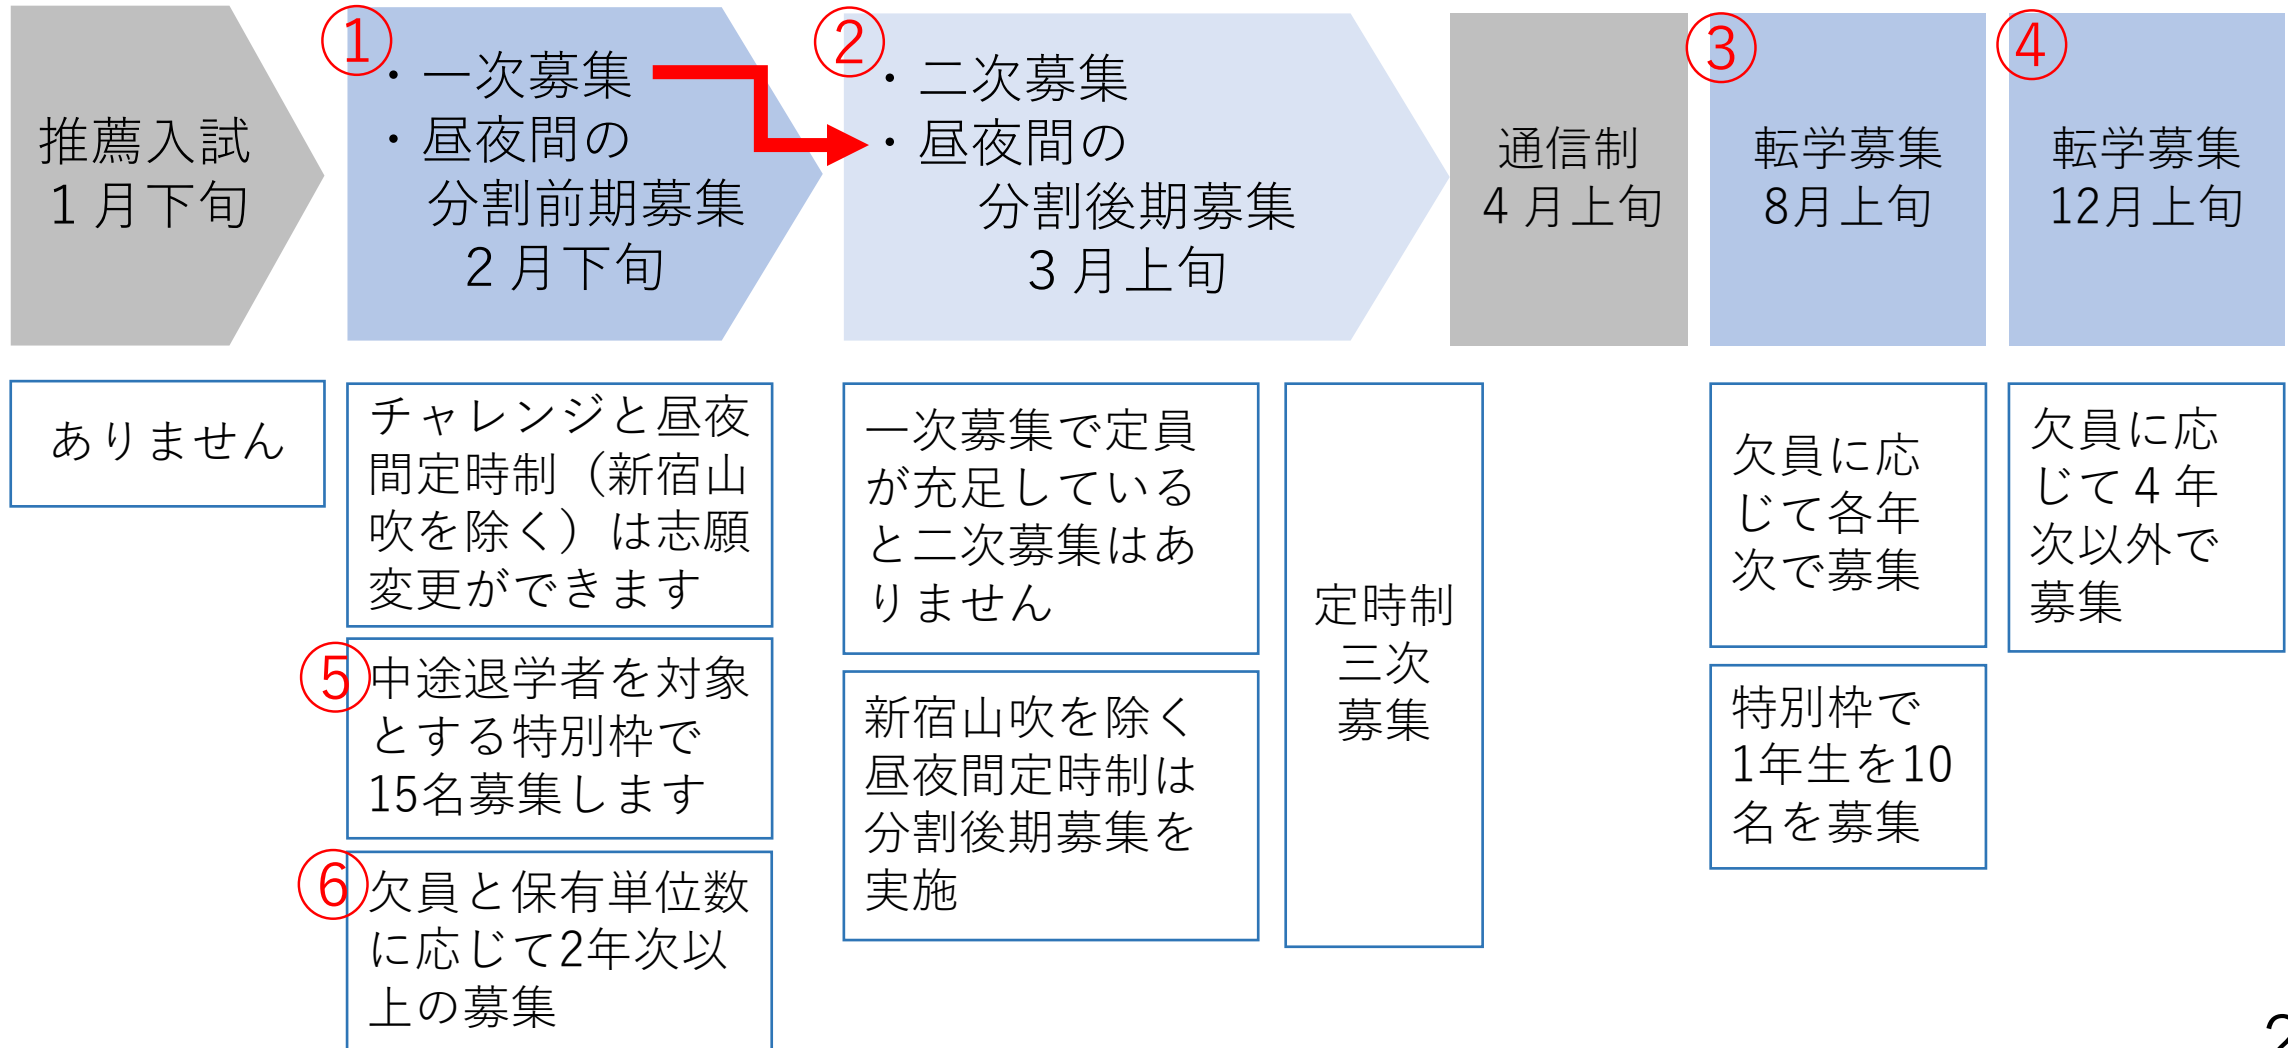 推薦入試
1月下旬
①
・一次募集
・昼夜間の
分割前期募集
2月下旬
②
・二次募集
・昼夜間の
分割後期募集
3月上旬
通信制
4月上旬
③
転学募集
8月上旬
④
転学募集
12月上旬
ありません
チャレンジと昼夜
間定時制（新宿山
吹を除く）は志願
変更ができます
⑤
中途退学者を対象
とする特別枠で
15名募集します
⑥
欠員と保有単位数
に応じて2年次以
上の募集
一次募集で定員
が充足している
と二次募集はあ
りません
新宿山吹を除く
昼夜間定時制は
分割後期募集を
実施
定時制
三次
募集
欠員に応
じて各年
次で募集
特別枠で
1年生を10
名を募集
欠員に応
じて4年
次以外で
募集